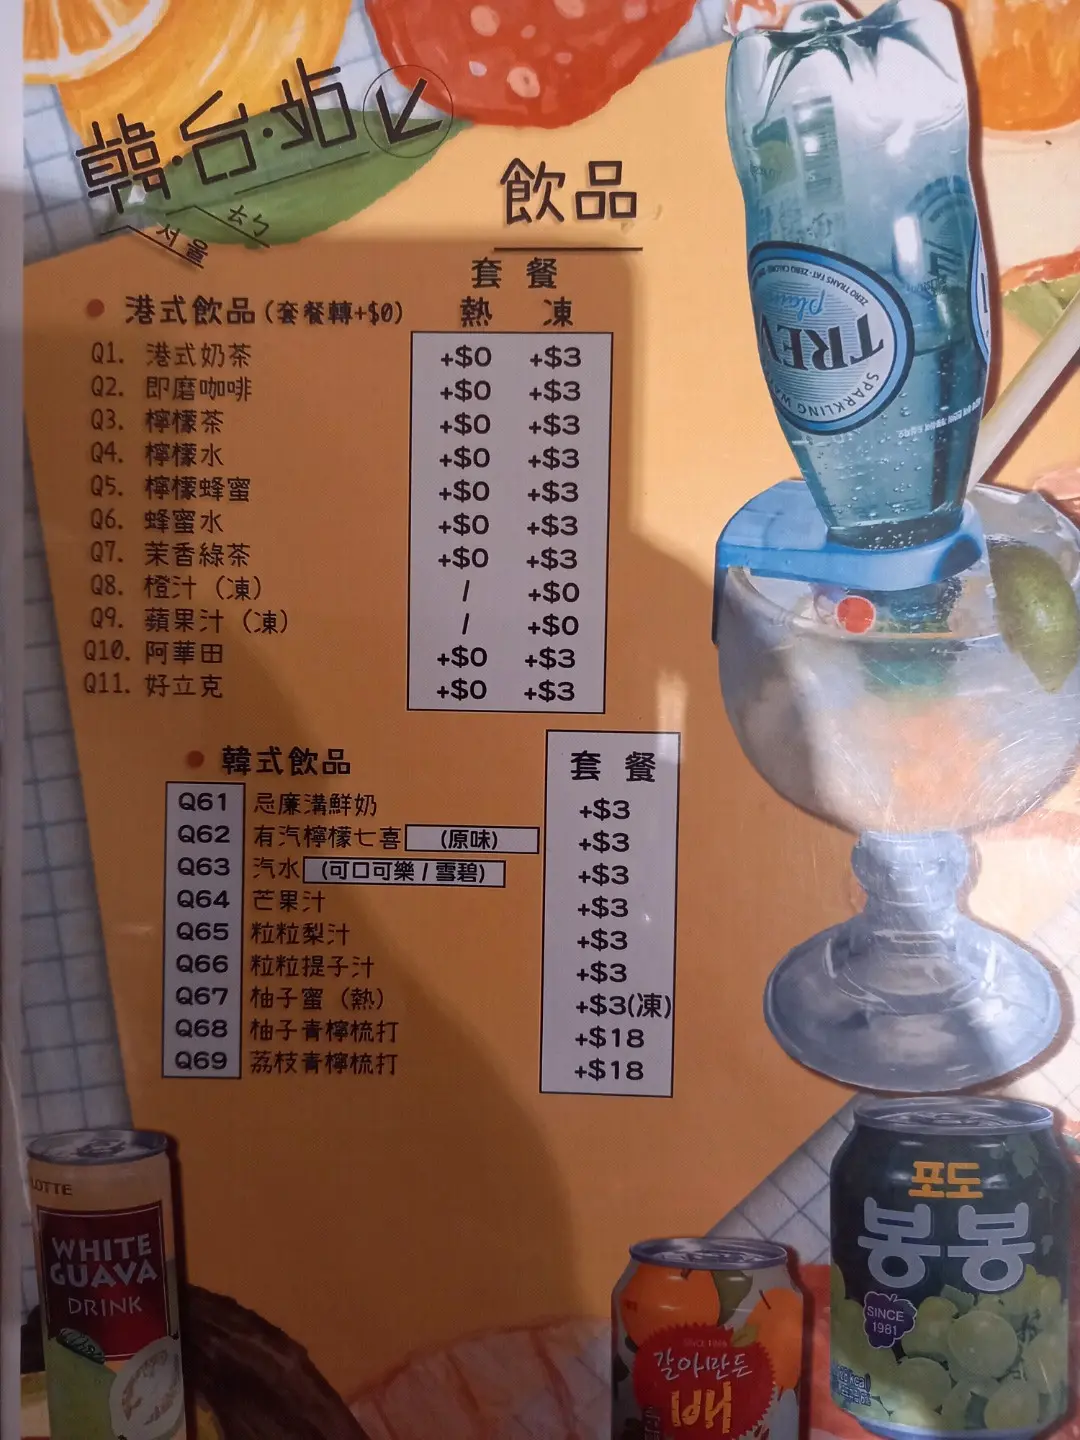 韓·台·站
서울 ㄊㄅ
飲品
套 餐
● 港式飲品(套餐轉+$0) 熱 凍
Q1. 港式奶茶 +$0 +$3
Q2. 即磨咖啡 +$0 +$3
Q3. 檸檬茶 +$0 +$3
Q4. 檸檬水 +$0 +$3
Q5. 檸檬蜂蜜 +$0 +$3
Q6. 蜂蜜水 +$0 +$3
Q7. 茉香綠茶 +$0 +$3
Q8. 橙汁（凍） / +$0
Q9. 蘋果汁（凍） / +$0
Q10. 阿華田 +$0 +$3
Q11. 好立克 +$0 +$3
● 韓式飲品 套 餐
Q61 忌廉溝鮮奶 +$3
Q62 有汽檸檬七喜 (原味) +$3
Q63 汽水 (可口可樂 / 雪碧) +$3
Q64 芒果汁 +$3
Q65 粒粒梨汁 +$3
Q66 粒粒提子汁 +$3
Q67 柚子蜜（熱） +$3(凍)
Q68 柚子青檸梳打 +$18
Q69 荔枝青檸梳打 +$18
ZERO TRANS FAT · ZERO CALORIE
plain
TREV
SPARKLING WAT
LOTTE
WHITE
GUAVA
DRINK
갈아만든
배
포도
봉봉
SINCE
1981